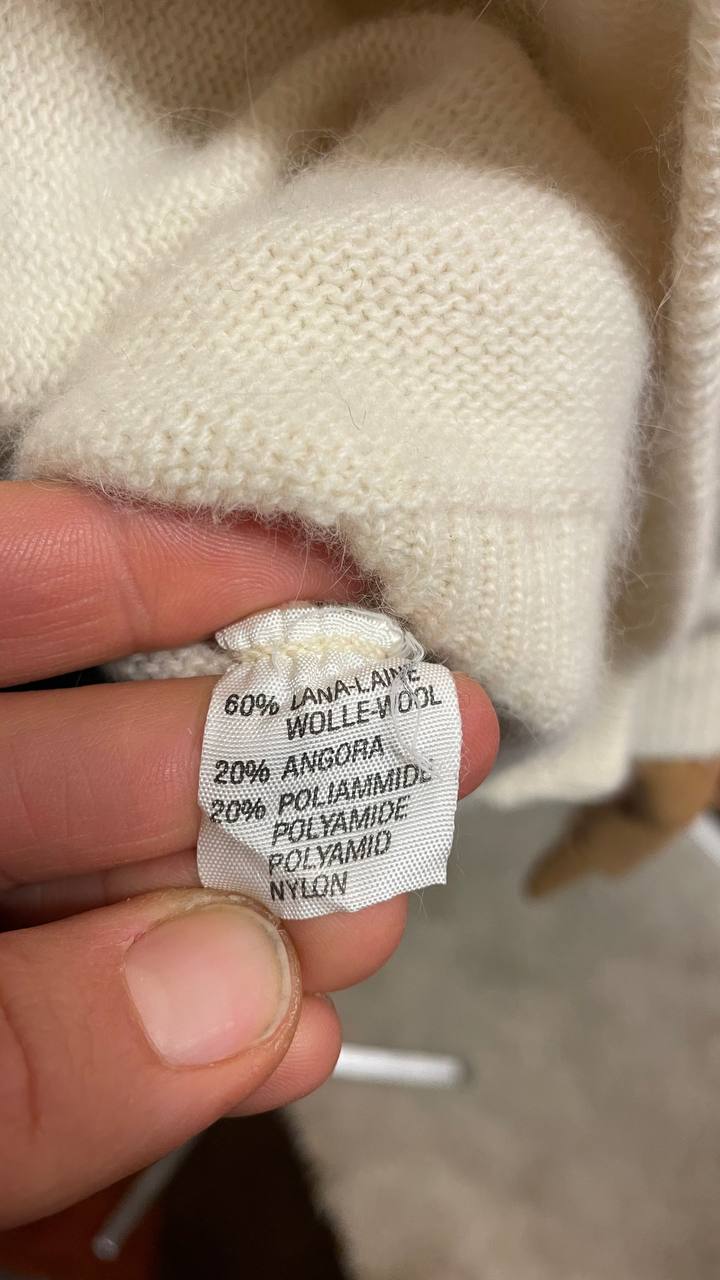 60% LANA-LAINE
WOLLE-WOOL
20% ANGORA
20% POLIAMMIDE
POLYAMIDE
POLYAMID
NYLON